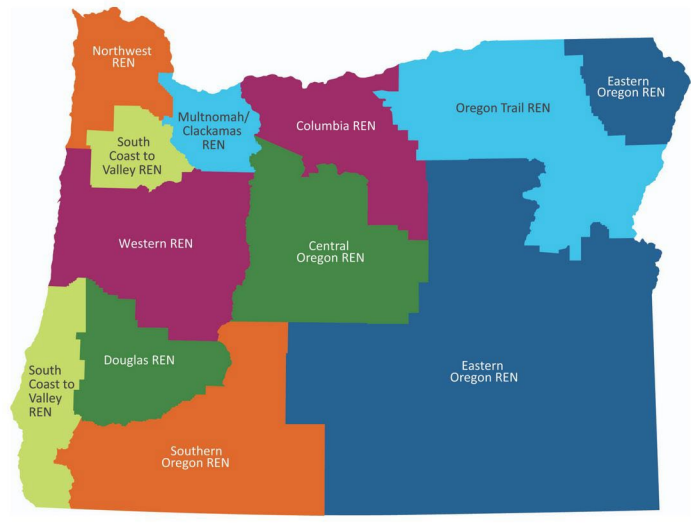 Northwest
REN
Multnomah/
Clackamas
REN
Columbia REN
Oregon Trail REN
Eastern
Oregon REN
South
Coast to
Valley REN
Western REN
Central
Oregon REN
Douglas REN
South
Coast to
Valley
REN
Eastern
Oregon REN
Southern
Oregon REN